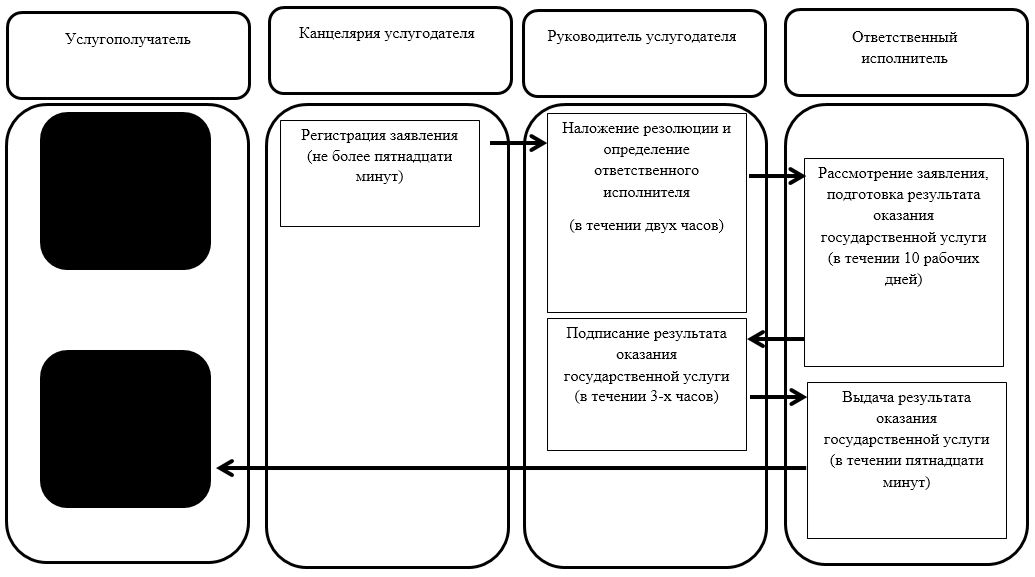 Услугополучатель
Канцелярия услугодателя
Руководитель услугодателя
Ответственный
исполнитель
Регистрация заявления
(не более пятнадцати
минут)
Наложение резолюции и
определение
ответственного
исполнителя
(в течении двух часов)
Рассмотрение заявления,
подготовка результата
оказания
государственной услуги
(в течении 10 рабочих
дней)
Подписание результата
оказания
государственной услуги
(в течении 3-х часов)
Выдача результата
оказания
государственной услуги
(в течении пятнадцати
минут)